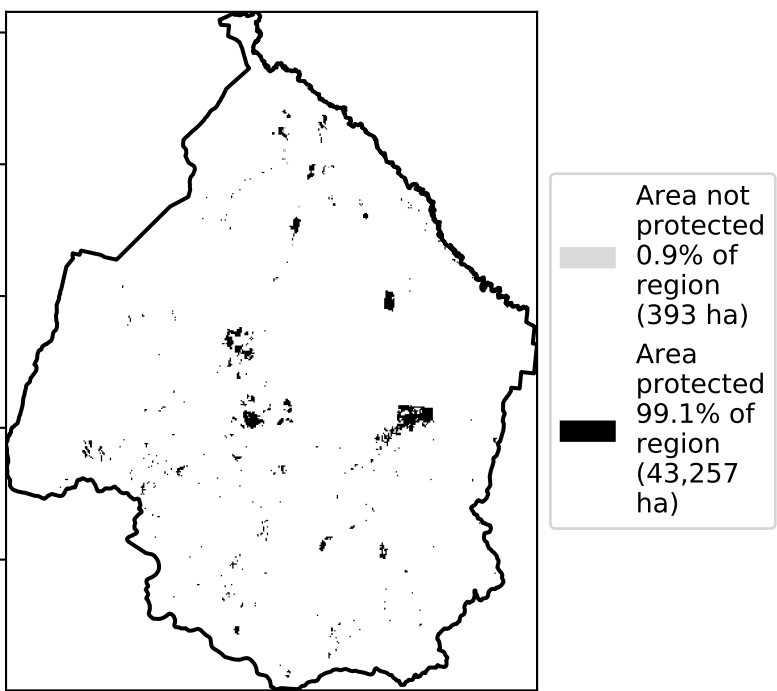 Area not
protected
0.9% of
region
(393 ha)
Area
protected
99.1% of
region
(43,257
ha)